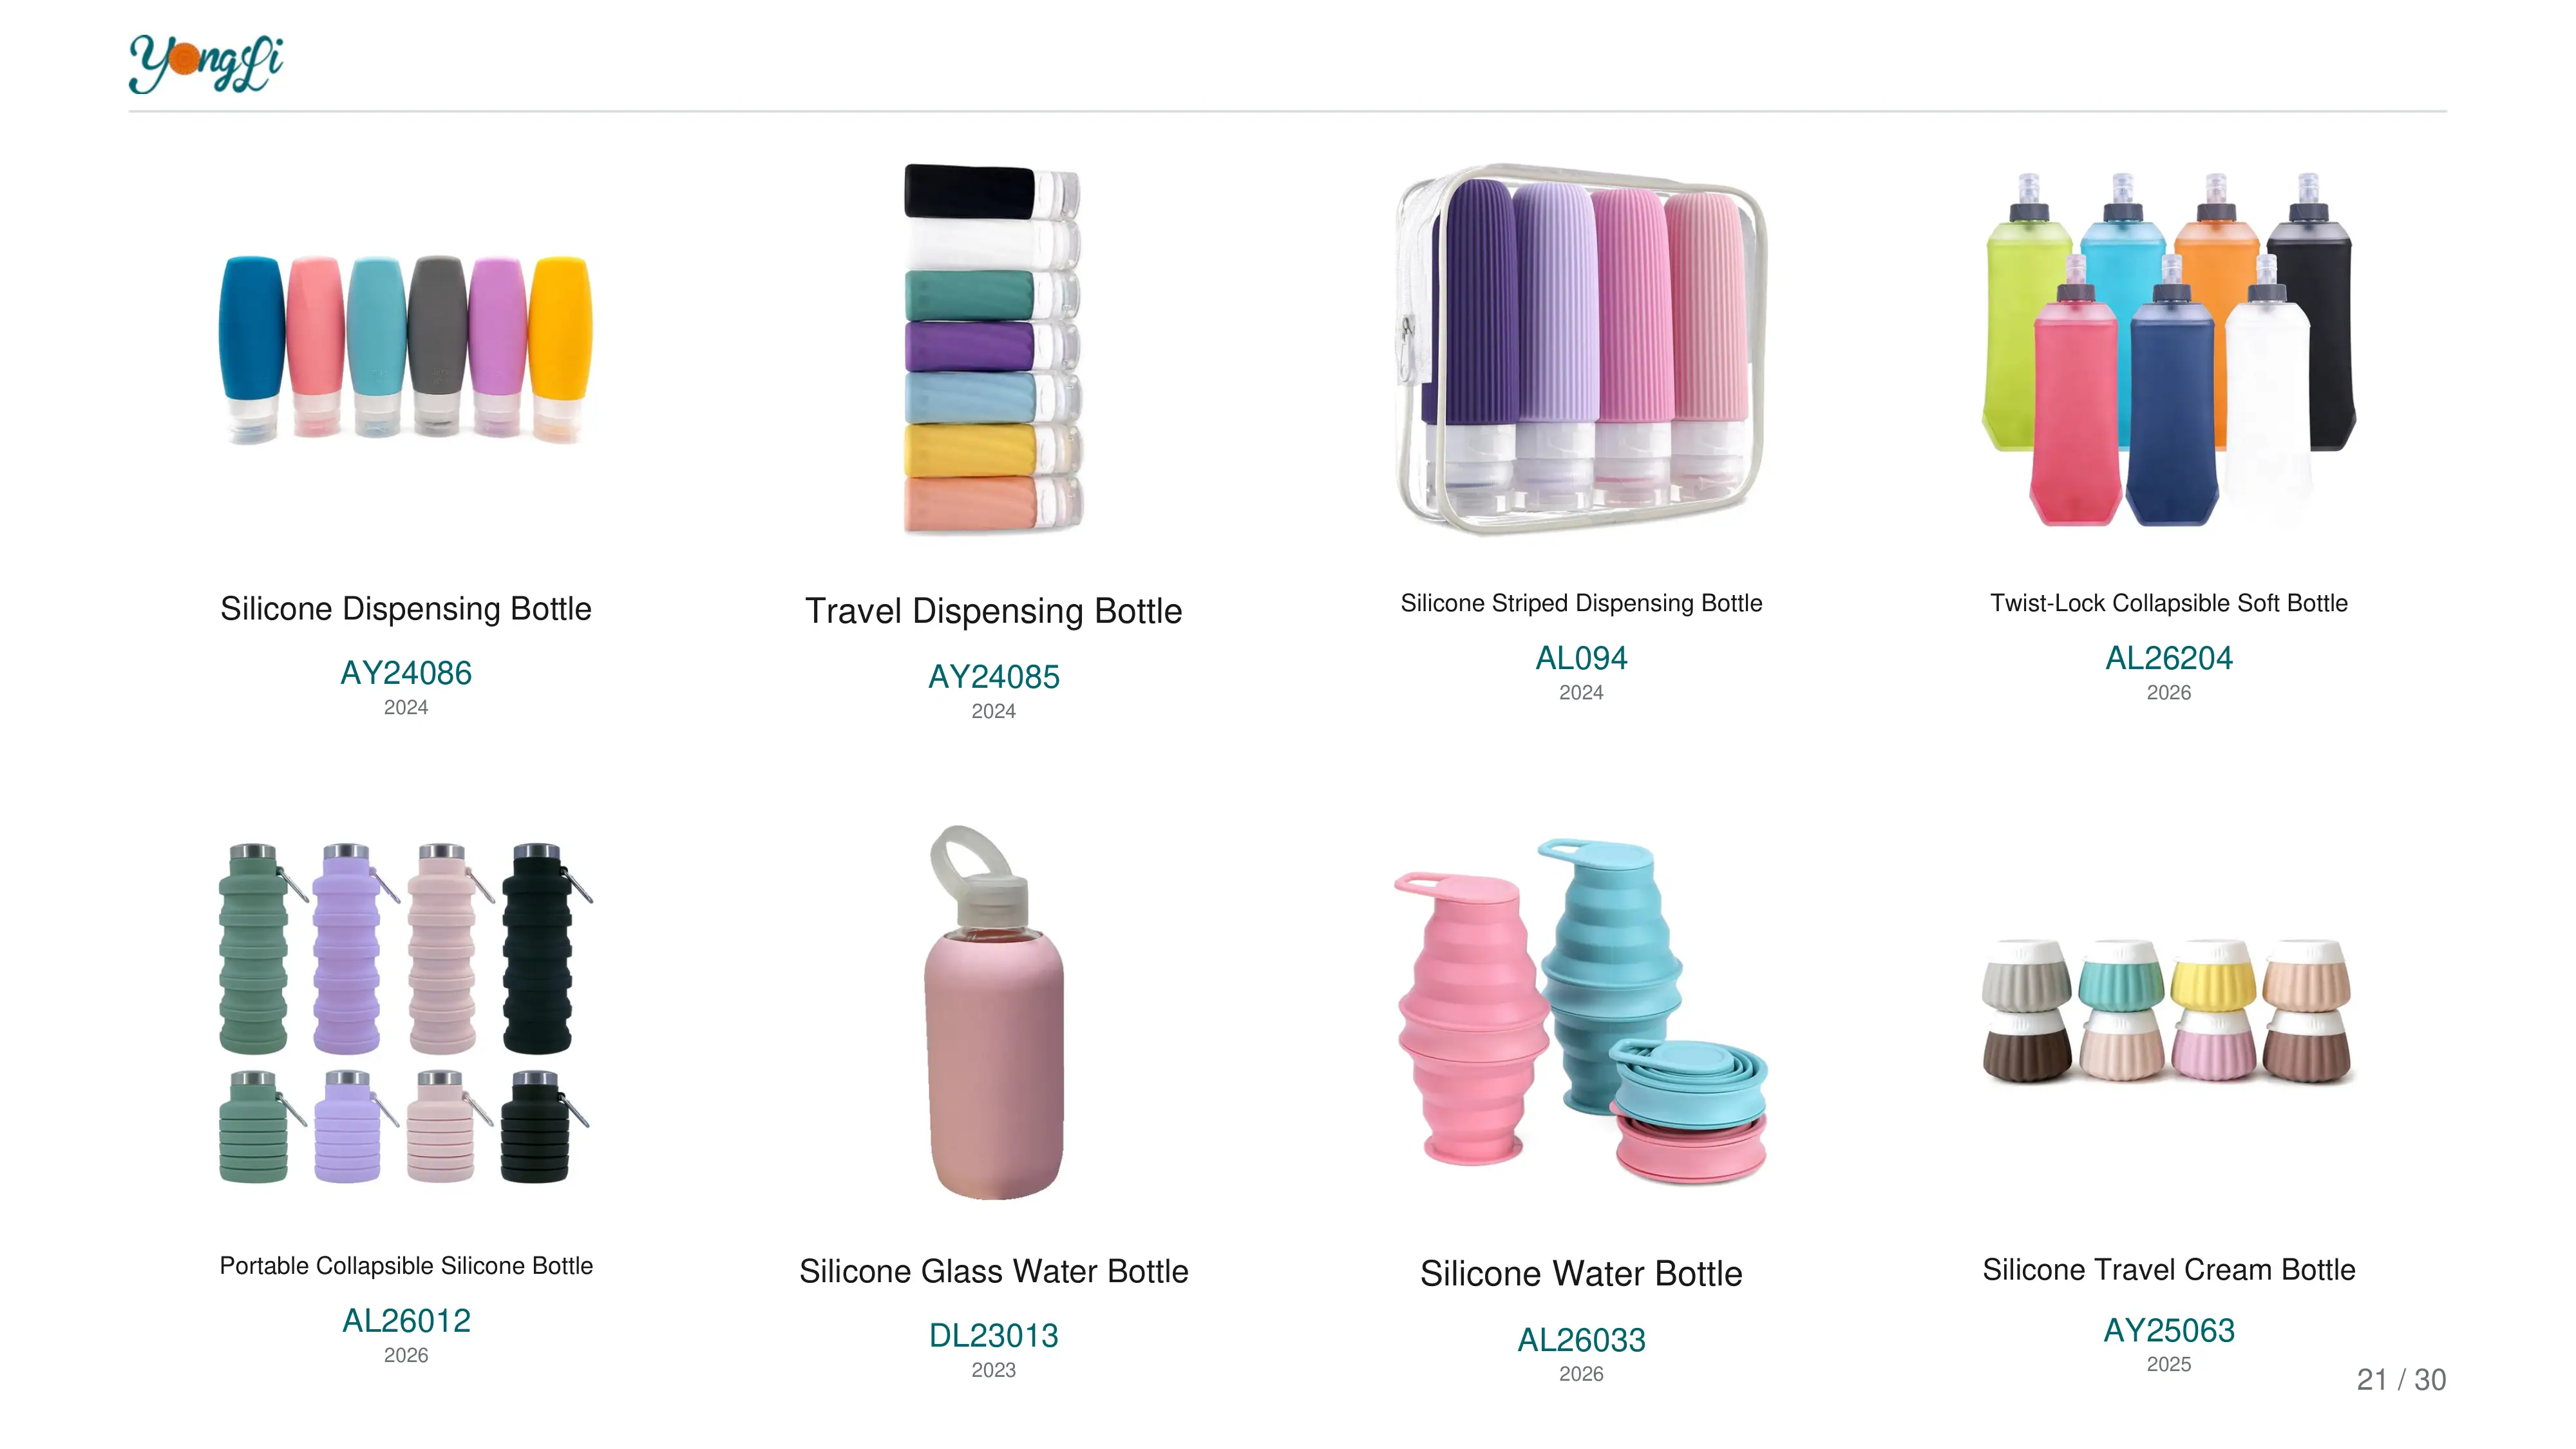 YongLi
Silicone Dispensing Bottle
AY24086
2024
Travel Dispensing Bottle
AY24085
2024
Silicone Striped Dispensing Bottle
AL094
2024
Twist-Lock Collapsible Soft Bottle
AL26204
2026
Portable Collapsible Silicone Bottle
AL26012
2026
Silicone Glass Water Bottle
DL23013
2023
Silicone Water Bottle
AL26033
2026
Silicone Travel Cream Bottle
AY25063
2025
21 / 30